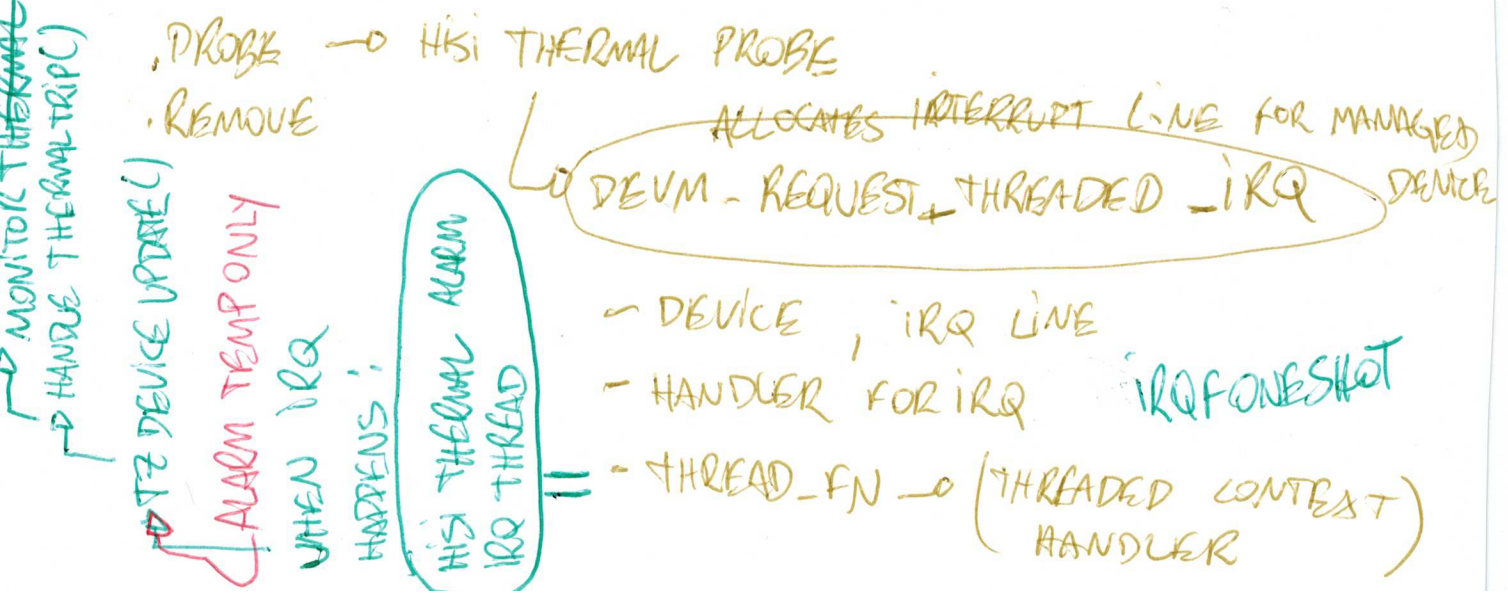 .PROBE → HISI THERMAL PROBE
.REMOVE
ALLOCATES INTERRUPT LINE FOR MANAGED
DEVICE
DEVM_REQUEST_THREADED_IRQ
- DEVICE, IRQ LINE
- HANDLER FOR IRQ
IRQFONESHOT
- THREAD_FN → (THREADED CONTEXT
HANDLER)
=
HISI THERMAL ALARM
IRQ THREAD
WHEN IRQ
HAPPENS:
ALARM TEMP ONLY
→ TZ DEVICE UPDATE()
→ MONITOR THERMAL
→ HANDLE THERMAL TRIP()